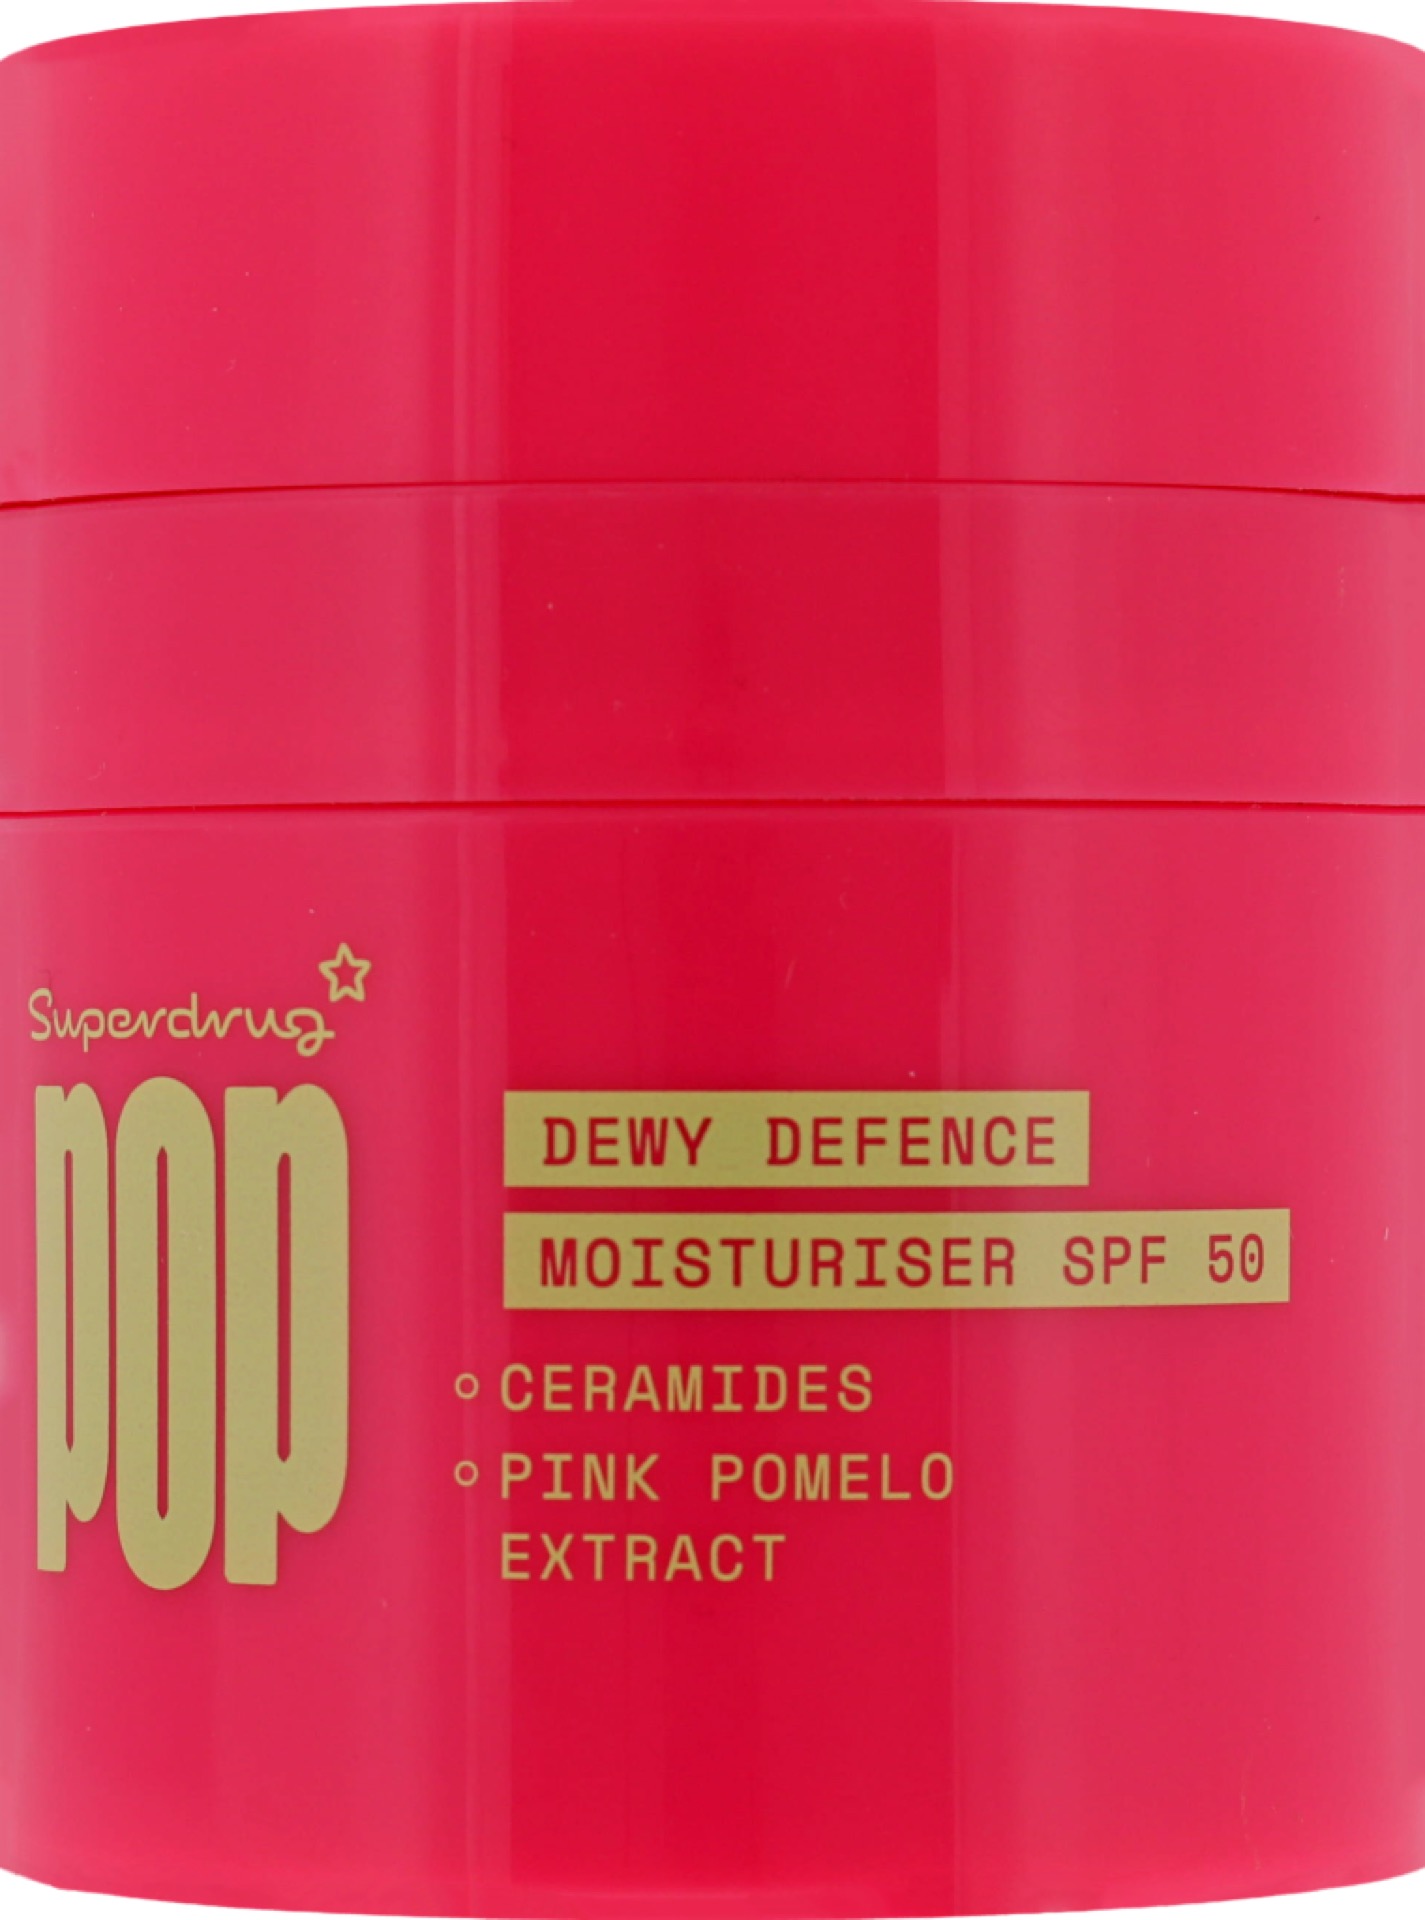 Superdrug
POP
DEWY DEFENCE
MOISTURISER SPF 50
CERAMIDES
PINK POMELO
EXTRACT